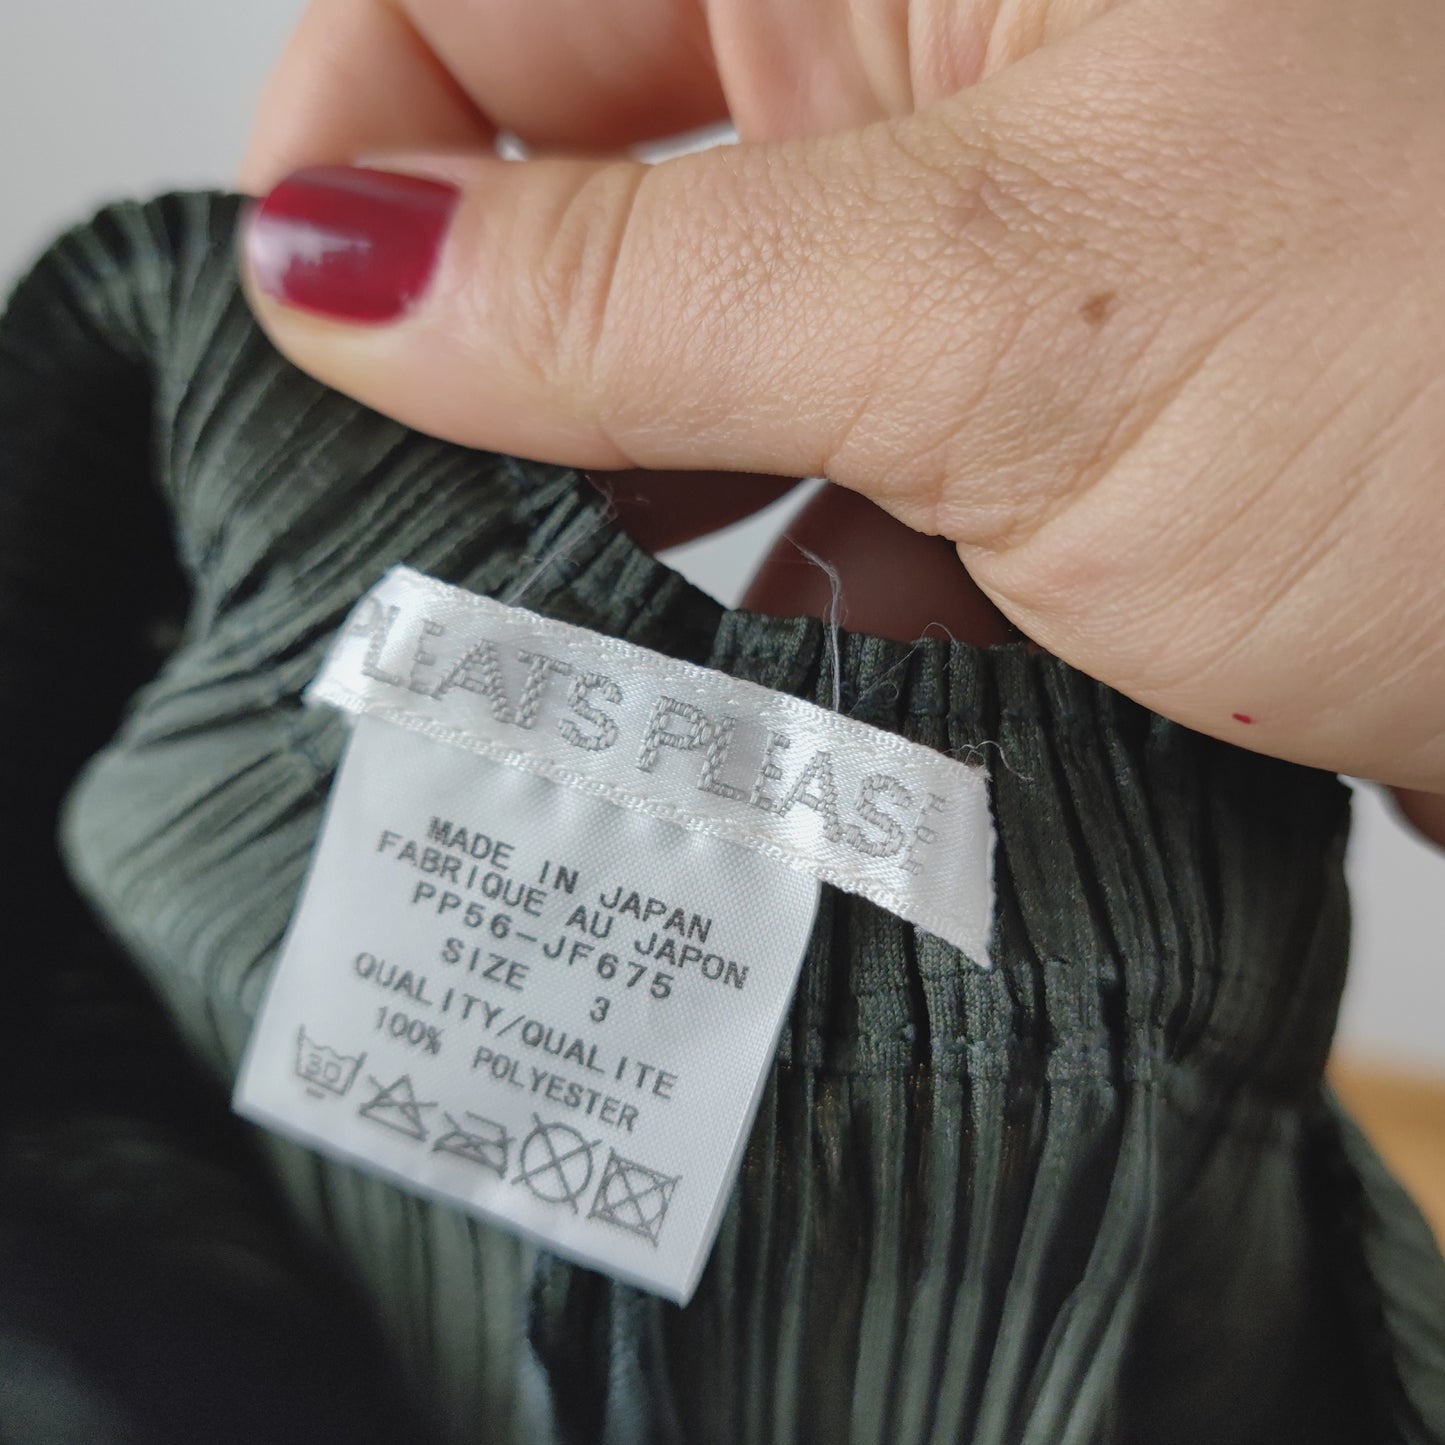 PLEATS PLEASE
MADE IN JAPAN
FABRIQUE AU JAPON
PP56-JF675
SIZE 3
QUALITY/QUALITE
100% POLYESTER
30